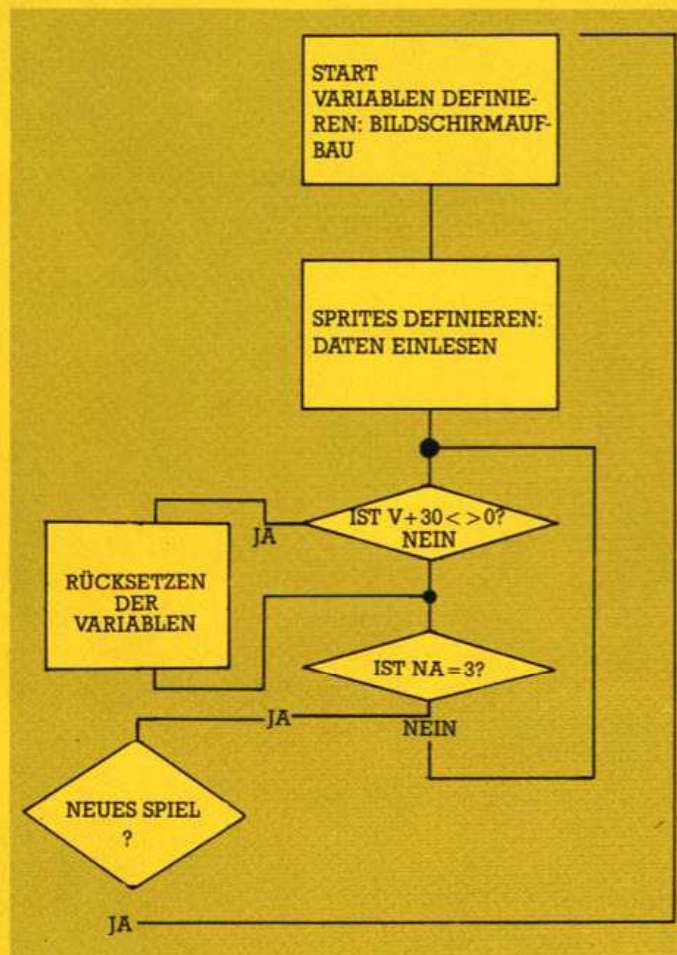 START
VARIABLEN DEFINIE-
REN: BILDSCHIRMAUF-
BAU
SPRITES DEFINIEREN:
DATEN EINLESEN
IST V+30<>0?
NEIN
JA
RÜCKSETZEN
DER
VARIABLEN
IST NA=3?
JA
NEIN
NEUES SPIEL
?
JA